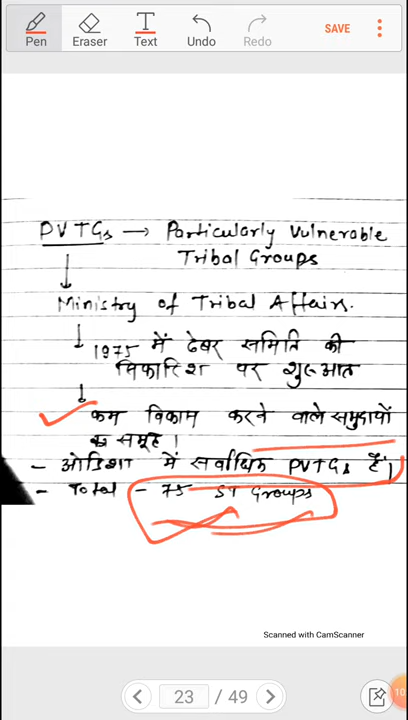 Pen Eraser Text Undo Redo SAVE
PVTGs → Particularly Vulnerable
Tribal Groups
Ministry of Tribal Affairs.
1975 में ढेबर समिति की
सिफारिश पर शुरुआत
कम विकास करने वाले समुदायों
का समूह।
- ओडिशा में सर्वाधिक PVTGs हैं।
- Total - 75 ST Groups
Scanned with CamScanner
23 / 49
10